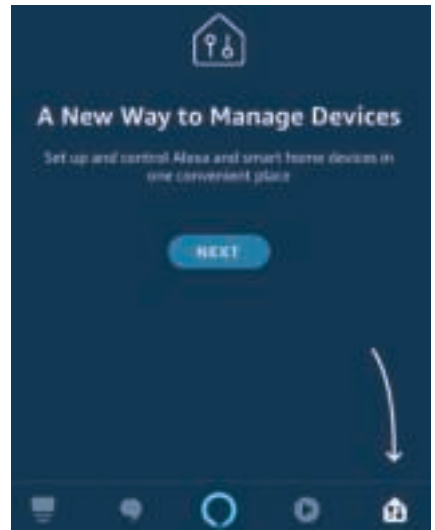 A New Way to Manage Devices
Set up and control Alexa and smart home devices in
one convenient place
NEXT